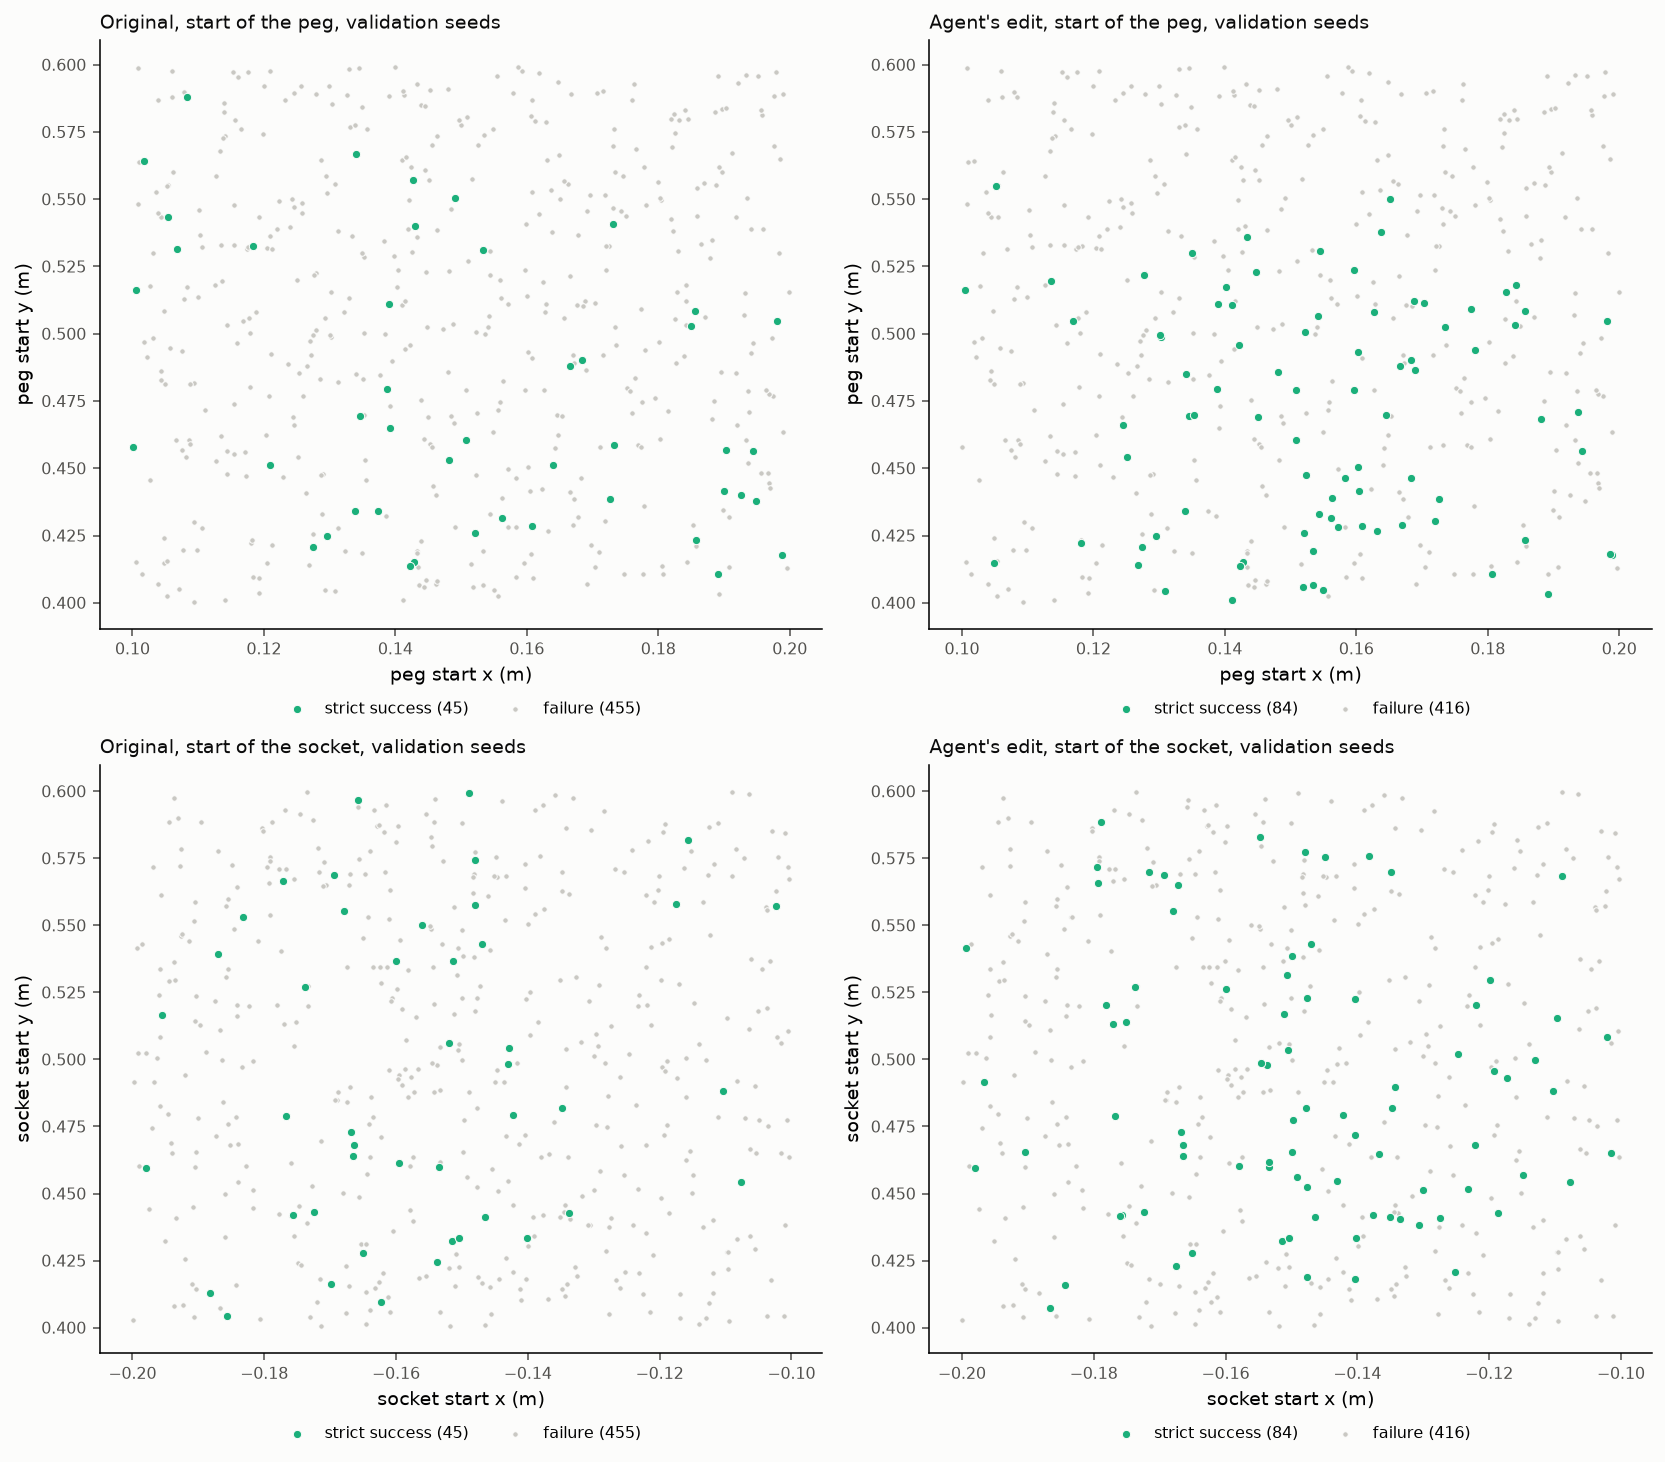 Original, start of the peg, validation seeds
peg start y (m)
0.600
0.575
0.550
0.525
0.500
0.475
0.450
0.425
0.400
0.10 0.12 0.14 0.16 0.18 0.20
peg start x (m)
strict success (45) failure (455)
Agent's edit, start of the peg, validation seeds
peg start y (m)
0.600
0.575
0.550
0.525
0.500
0.475
0.450
0.425
0.400
0.10 0.12 0.14 0.16 0.18 0.20
peg start x (m)
strict success (84) failure (416)
Original, start of the socket, validation seeds
socket start y (m)
0.600
0.575
0.550
0.525
0.500
0.475
0.450
0.425
0.400
−0.20 −0.18 −0.16 −0.14 −0.12 −0.10
socket start x (m)
strict success (45) failure (455)
Agent's edit, start of the socket, validation seeds
socket start y (m)
0.600
0.575
0.550
0.525
0.500
0.475
0.450
0.425
0.400
−0.20 −0.18 −0.16 −0.14 −0.12 −0.10
socket start x (m)
strict success (84) failure (416)